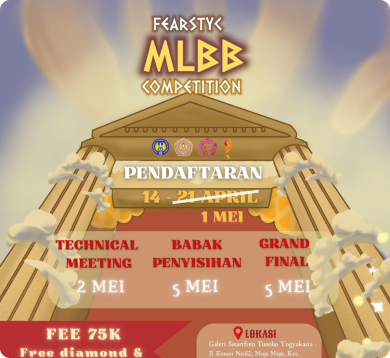 FEARSTYC
MLBB
COMPETITION
PENDAFTARAN
14 - 21 APRIL
1 MEI
TECHNICAL
MEETING
2 MEI
BABAK
PENYISIHAN
5 MEI
GRAND
FINAL
5 MEI
FEE 75K
Free diamond &
LOKASI
Galeri Smartfren Tunoho Yogyakarta :
Jl Kenari No.62, Muja Muju, Kec.